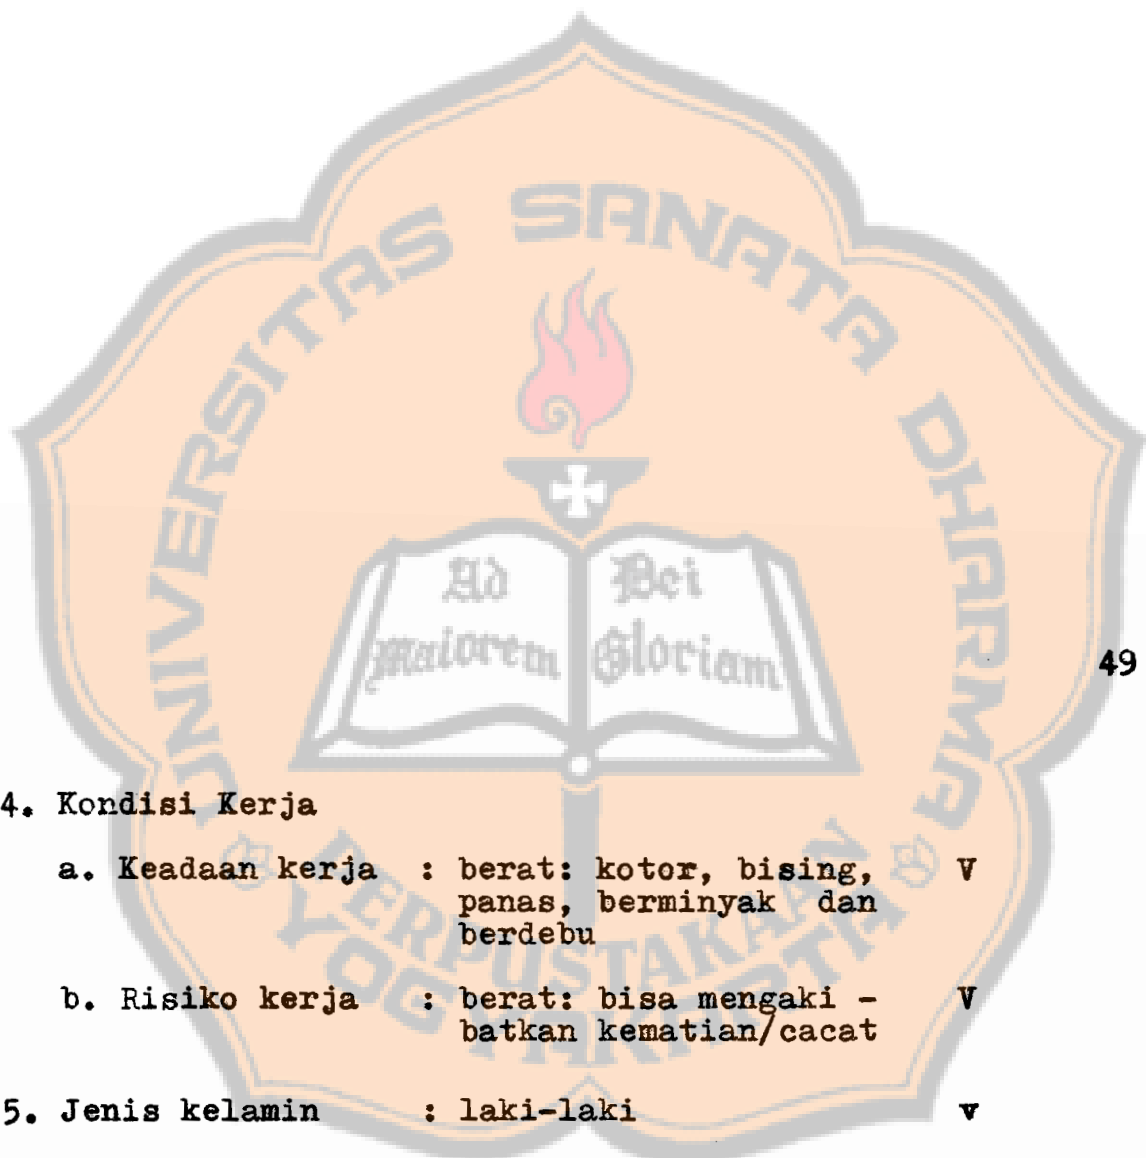 UNIVERSITAS SANATA DHARMA
Ad Dei
Maiorem Gloriam
PERPUSTAKAAN
YOGYAKARTA
49
4. Kondisi Kerja
a. Keadaan kerja : berat: kotor, bising, V
panas, berminyak dan
berdebu
b. Risiko kerja : berat: bisa mengaki - V
batkan kematian/cacat
5. Jenis kelamin : laki-laki v